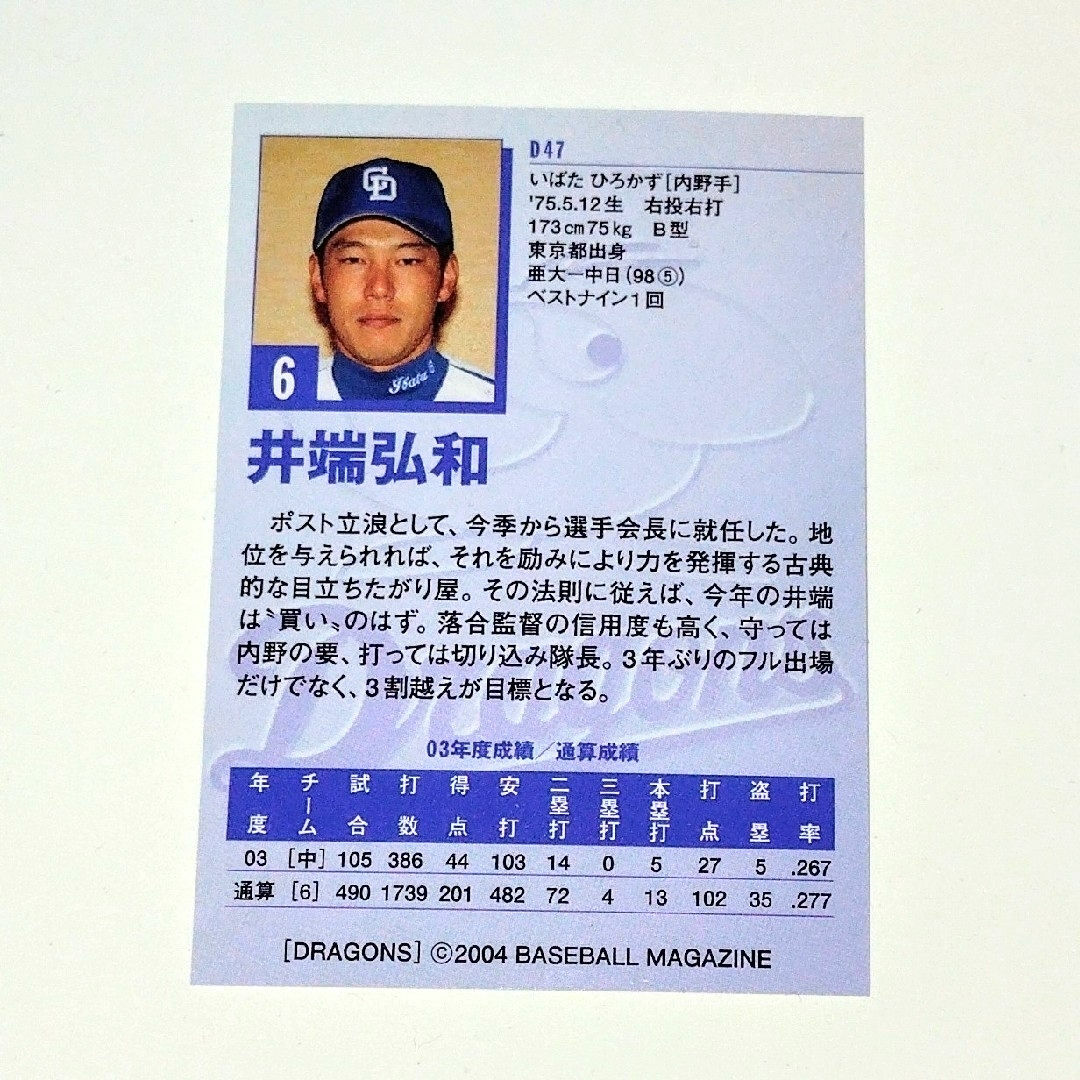 D47
いばた ひろかず[内野手]
'75.5.12生 右投右打
173cm75kg B型
東京都出身
亜大―中日(98⑤)
ベストナイン1回
CD
Ibata 6
6
井端弘和
ポスト立浪として、今季から選手会長に就任した。地
位を与えられれば、それを励みにより力を発揮する古典
的な目立ちたがり屋。その法則に従えば、今年の井端
は〝買い〟のはず。落合監督の信用度も高く、守っては
内野の要、打っては切り込み隊長。3年ぶりのフル出場
だけでなく、3割越えが目標となる。
Dragons
03年度成績/通算成績
年度 チーム 試合 打数 得点 安打 二塁打 三塁打 本塁打 打点 盗塁 打率
03 [中] 105 386 44 103 14 0 5 27 5 .267
通算 [6] 490 1739 201 482 72 4 13 102 35 .277
[DRAGONS] ©2004 BASEBALL MAGAZINE